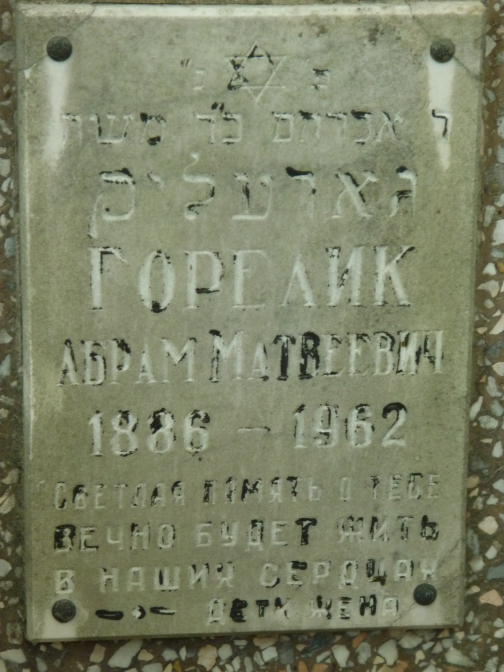 פ נ
ר אברהם בר משה
גארעליק
ГОРЕЛИК
АБРАМ МАТВЕЕВИЧ
1886 - 1962
СВЕТЛАЯ ПАМЯТЬ О ТЕБЕ
ВЕЧНО БУДЕТ ЖИТЬ
В НАШИХ СЕРДЦАХ
ДЕТИ ЖЕНА